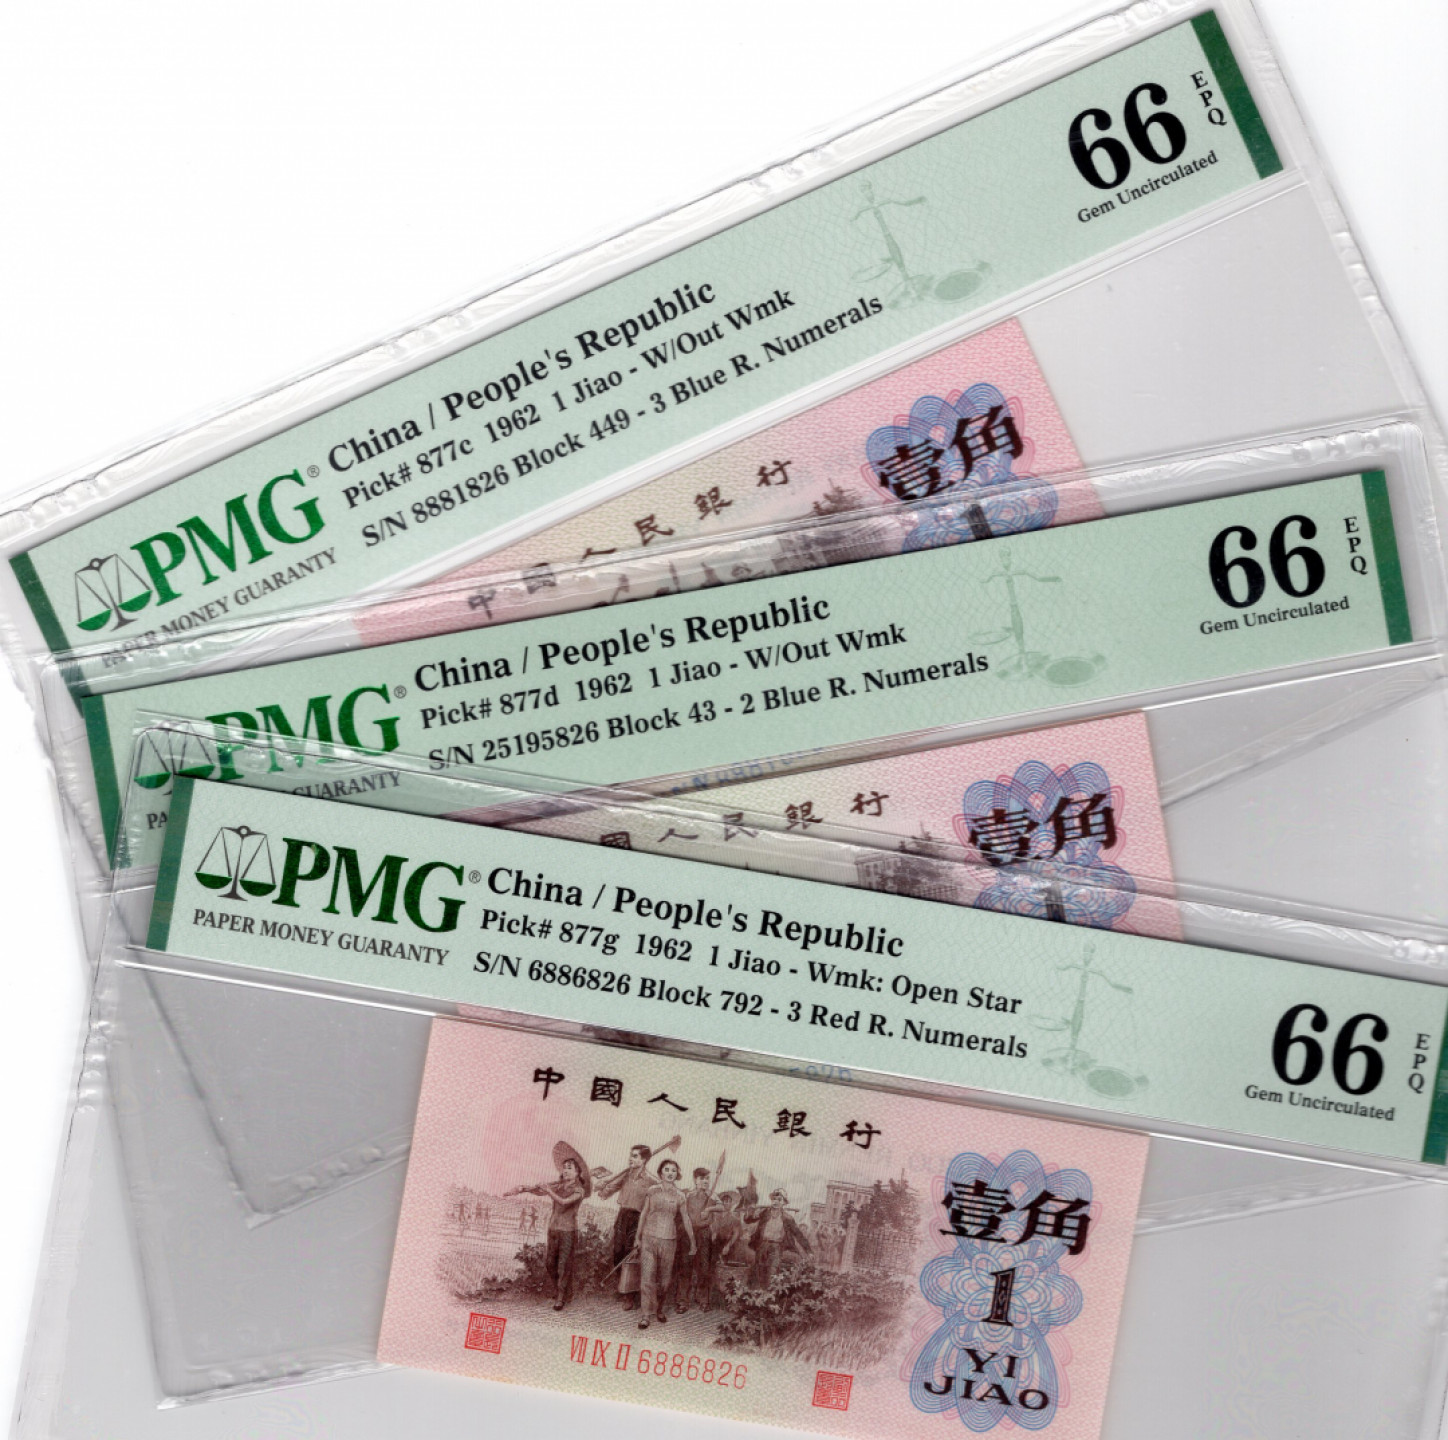 66
EPQ
Gem Uncirculated
PMG®
PAPER MONEY GUARANTY
China / People's Republic
Pick# 877c 1962 1 Jiao - W/Out Wmk
S/N 8881826 Block 449 - 3 Blue R. Numerals
中國人民銀行
壹角
66
EPQ
Gem Uncirculated
PMG®
GUARANTY
China / People's Republic
Pick# 877d 1962 1 Jiao - W/Out Wmk
S/N 25195826 Block 43 - 2 Blue R. Numerals
國人民銀行
壹角
PMG®
PAPER MONEY GUARANTY
China / People's Republic
Pick# 877g 1962 1 Jiao - Wmk: Open Star
S/N 6886826 Block 792 - 3 Red R. Numerals
66
EPQ
Gem Uncirculated
中國人民銀行
壹角
1
YI
JIAO
VII IX II 6886826